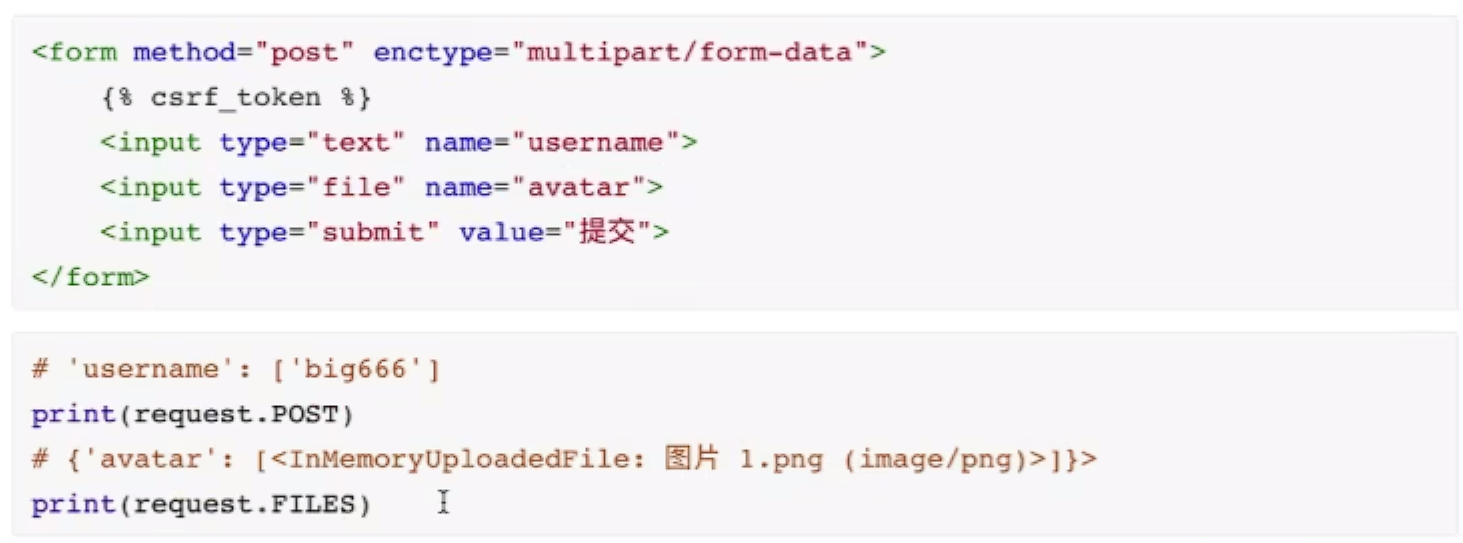 <form method="post" enctype="multipart/form-data">
    {% csrf_token %}
    <input type="text" name="username">
    <input type="file" name="avatar">
    <input type="submit" value="提交">
</form>
# 'username': ['big666']
print(request.POST)
# {'avatar': [<InMemoryUploadedFile: 图片 1.png (image/png)>]}>
print(request.FILES)